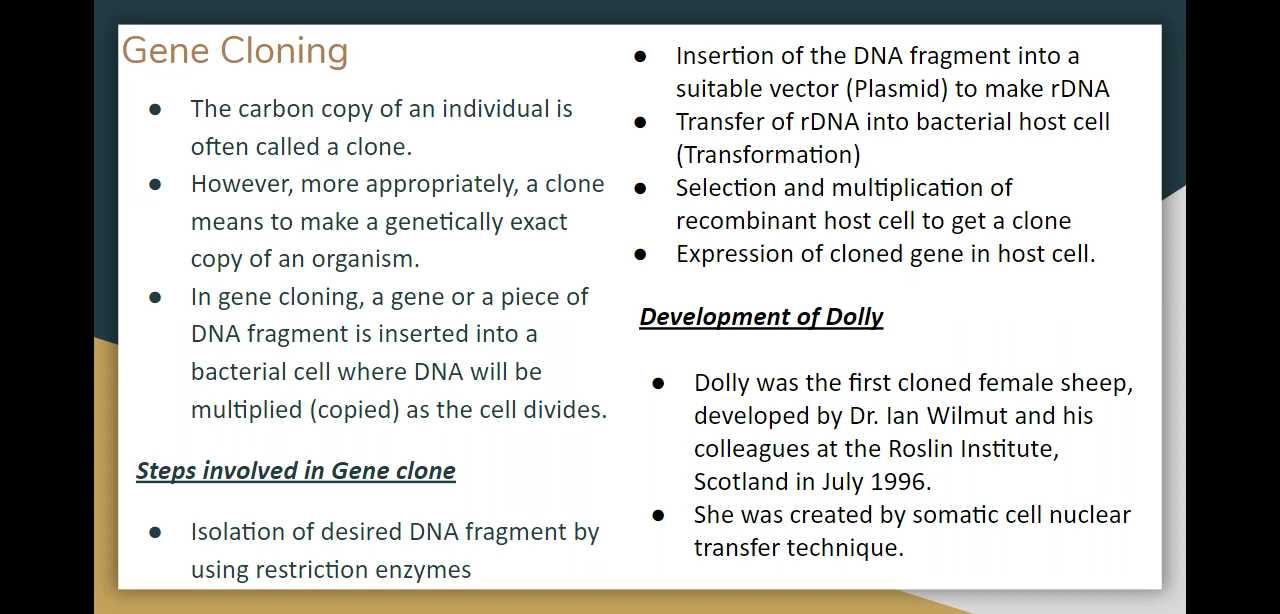 Gene Cloning
● The carbon copy of an individual is
often called a clone.
● However, more appropriately, a clone
means to make a genetically exact
copy of an organism.
● In gene cloning, a gene or a piece of
DNA fragment is inserted into a
bacterial cell where DNA will be
multiplied (copied) as the cell divides.
Steps involved in Gene clone
● Isolation of desired DNA fragment by
using restriction enzymes
● Insertion of the DNA fragment into a
suitable vector (Plasmid) to make rDNA
● Transfer of rDNA into bacterial host cell
(Transformation)
● Selection and multiplication of
recombinant host cell to get a clone
● Expression of cloned gene in host cell.
Development of Dolly
● Dolly was the first cloned female sheep,
developed by Dr. Ian Wilmut and his
colleagues at the Roslin Institute,
Scotland in July 1996.
● She was created by somatic cell nuclear
transfer technique.